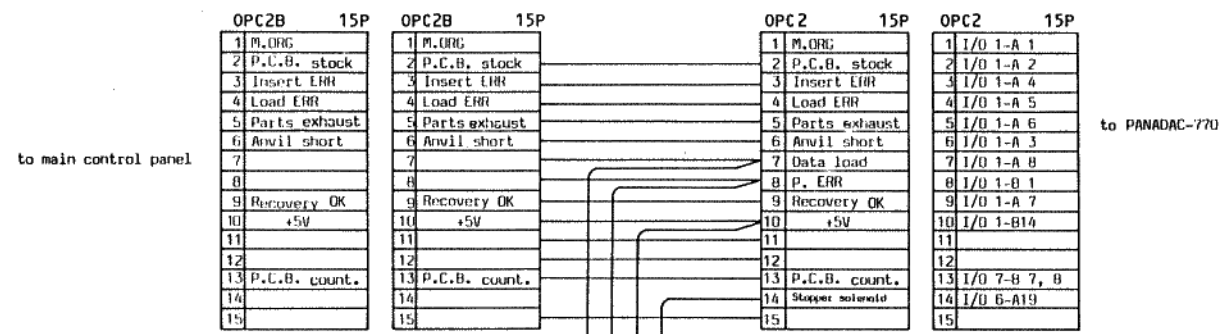 OPC2B 15P OPC2B 15P OPC2 15P OPC2 15P
1 M.ORG 1 M.ORG 1 M.ORG 1 I/O 1-A 1
2 P.C.B. stock 2 P.C.B. stock 2 P.C.B. stock 2 I/O 1-A 2
3 Insert ERR 3 Insert ERR 3 Insert ERR 3 I/O 1-A 4
4 Load ERR 4 Load ERR 4 Load ERR 4 I/O 1-A 5
5 Parts exhaust 5 Parts exhaust 5 Parts exhaust 5 I/O 1-A 6 to PANADAC-770
6 Anvil short 6 Anvil short 6 Anvil short 6 I/O 1-A 3
to main control panel 7 7 7 Data load 7 I/O 1-A 8
8 8 8 P. ERR 8 I/O 1-B 1
9 Recovery OK 9 Recovery OK 9 Recovery OK 9 I/O 1-A 7
10 +5V 10 +5V 10 +5V 10 I/O 1-B14
11 11 11 11
12 12 12 12
13 P.C.B. count. 13 P.C.B. count. 13 P.C.B. count. 13 I/O 7-B 7, 8
14 14 14 Stopper solenoid 14 I/O 6-A19
15 15 15 15